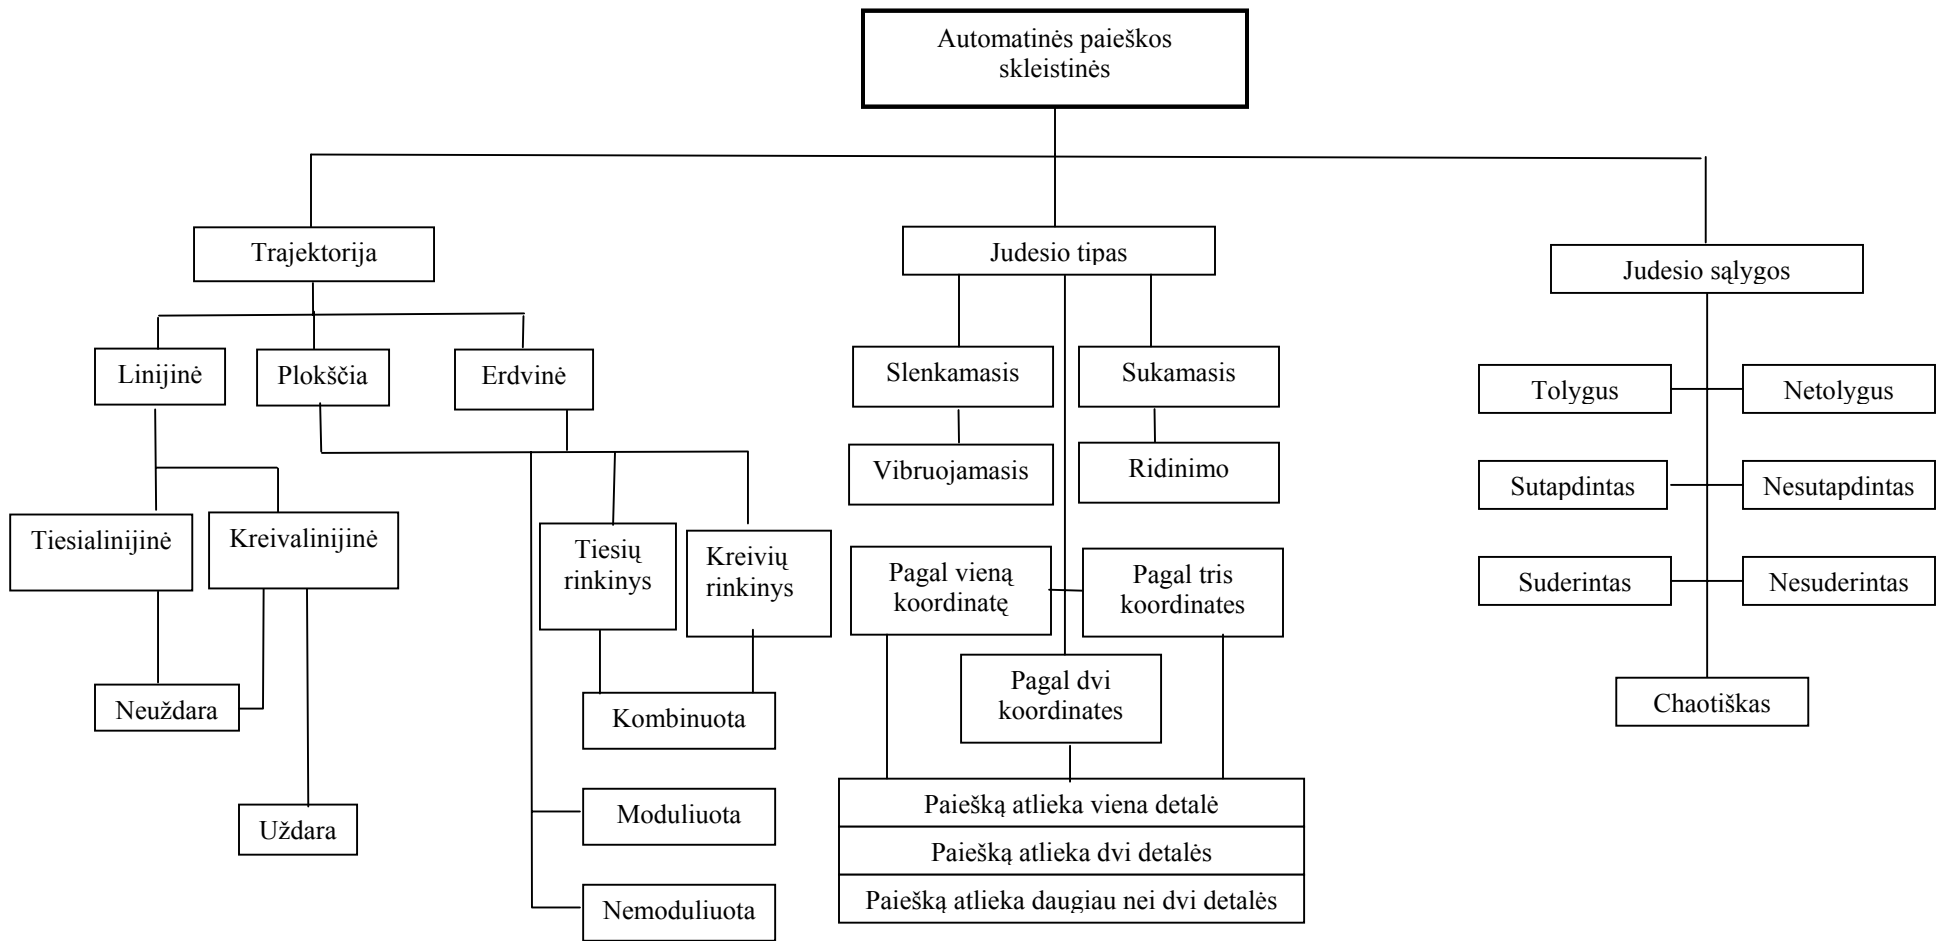 Automatinės paieškos
skleistinės
Trajektorija
Judesio tipas
Judesio sąlygos
Linijinė
Plokščia
Erdvinė
Slenkamasis
Sukamasis
Tolygus
Netolygus
Vibruojamasis
Ridinimo
Sutapdintas
Nesutapdintas
Tiesialinijinė
Kreivalinijinė
Tiesių
rinkinys
Kreivių
rinkinys
Pagal vieną
koordinatę
Pagal tris
koordinates
Suderintas
Nesuderintas
Neuždara
Kombinuota
Pagal dvi
koordinates
Chaotiškas
Uždara
Moduliuota
Nemoduliuota
Paiešką atlieka viena detalė
Paiešką atlieka dvi detalės
Paiešką atlieka daugiau nei dvi detalės